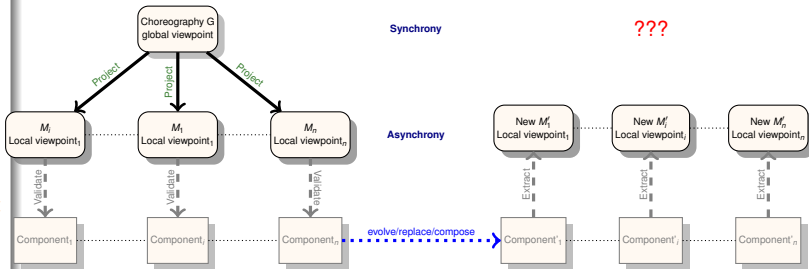 Choreography G
global viewpoint
Synchrony
???
Project
Project
Project
Mᵢ
Local viewpoint₁
M₁
Local viewpoint₁
Mₙ
Local viewpointₙ
Asynchrony
New M′₁
Local viewpoint₁
New M′ᵢ
Local viewpointᵢ
New M′ₙ
Local viewpointₙ
Validate
Validate
Validate
Extract
Extract
Extract
Component₁
Componentᵢ
Componentₙ
evolve/replace/compose
Component'₁
Component'ᵢ
Component'ₙ